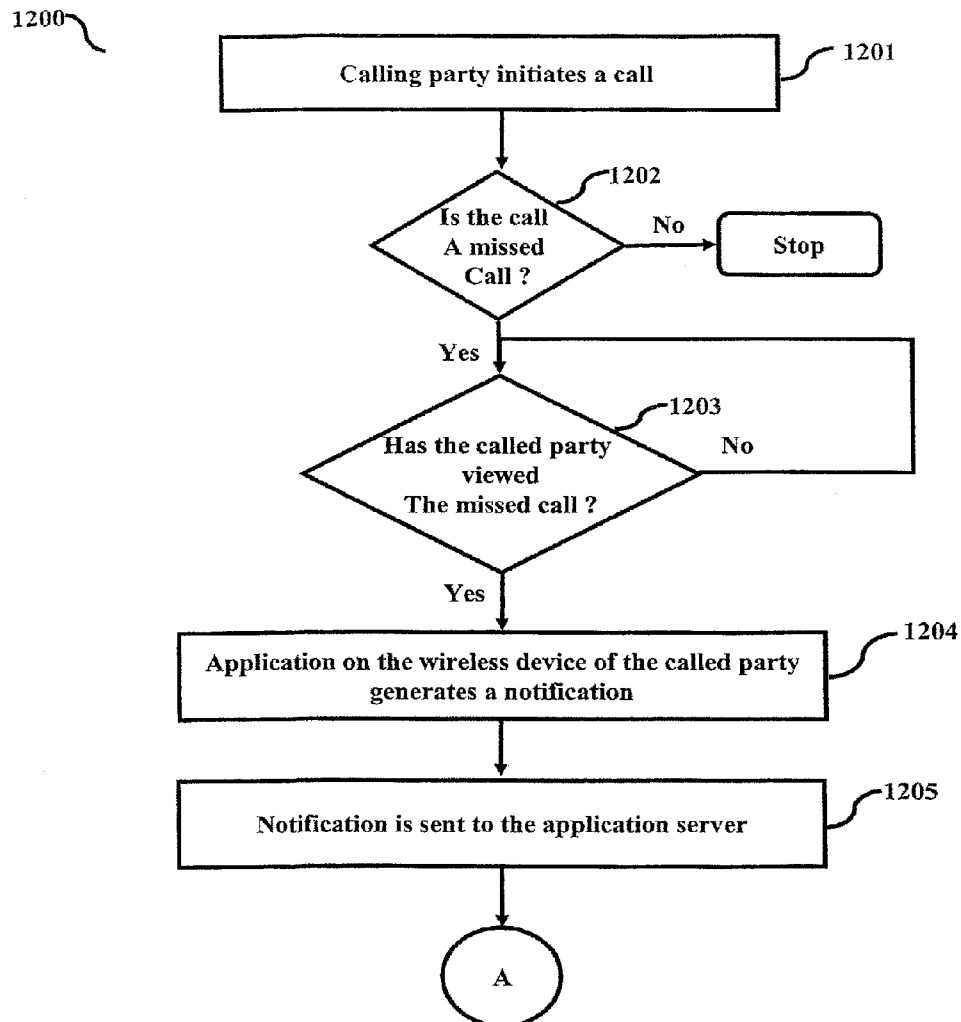 1200
Calling party initiates a call
1201
1202
Is the call
A missed
Call ?
No
Stop
Yes
1203
Has the called party
viewed
The missed call ?
No
Yes
1204
Application on the wireless device of the called party
generates a notification
1205
Notification is sent to the application server
A